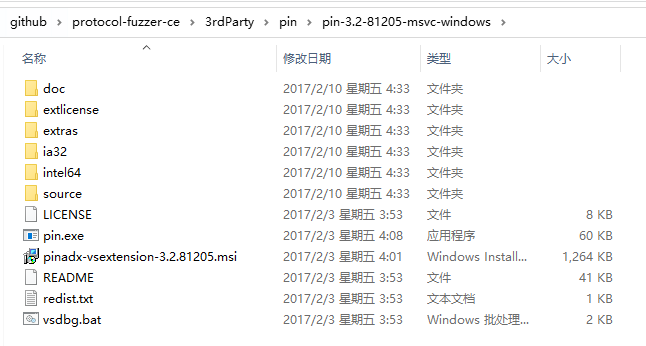 github › protocol-fuzzer-ce › 3rdParty › pin › pin-3.2-81205-msvc-windows ›
名称 修改日期 类型 大小
doc 2017/2/10 星期五 4:33 文件夹
extlicense 2017/2/10 星期五 4:33 文件夹
extras 2017/2/10 星期五 4:33 文件夹
ia32 2017/2/10 星期五 4:33 文件夹
intel64 2017/2/10 星期五 4:33 文件夹
source 2017/2/10 星期五 4:33 文件夹
LICENSE 2017/2/3 星期五 3:53 文件 8 KB
pin.exe 2017/2/3 星期五 4:08 应用程序 60 KB
pinadx-vsextension-3.2.81205.msi 2017/2/3 星期五 4:01 Windows Install... 1,264 KB
README 2017/2/3 星期五 3:53 文件 41 KB
redist.txt 2017/2/3 星期五 3:53 文本文档 1 KB
vsdbg.bat 2017/2/3 星期五 3:53 Windows 批处理... 2 KB